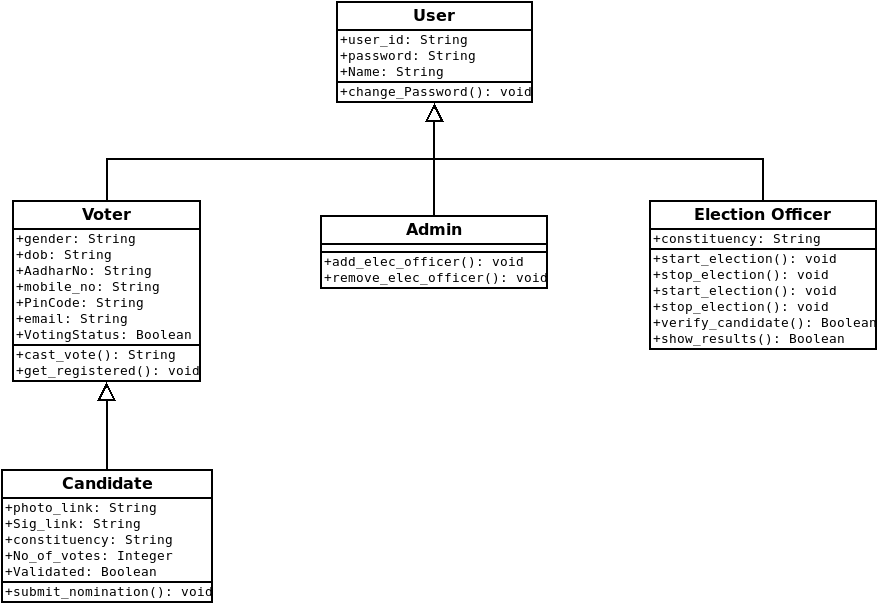 User
+user_id: String
+password: String
+Name: String
+change_Password(): void
Voter
+gender: String
+dob: String
+AadharNo: String
+mobile_no: String
+PinCode: String
+email: String
+VotingStatus: Boolean
+cast_vote(): String
+get_registered(): void
Admin
+add_elec_officer(): void
+remove_elec_officer(): void
Election Officer
+constituency: String
+start_election(): void
+stop_election(): void
+start_election(): void
+stop_election(): void
+verify_candidate(): Boolean
+show_results(): Boolean
Candidate
+photo_link: String
+Sig_link: String
+constituency: String
+No_of_votes: Integer
+Validated: Boolean
+submit_nomination(): void